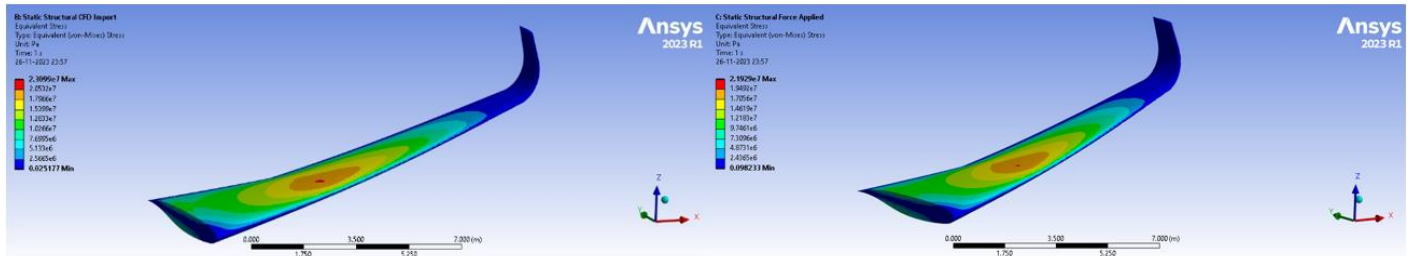 B: Static Structural CFD Import
Equivalent Stress
Type: Equivalent (von-Mises) Stress
Unit: Pa
Time: 1 s
26-11-2023 23:57
2.3099e7 Max
2.0532e7
1.7966e7
1.5399e7
1.2833e7
1.0266e7
7.6995e6
5.133e6
2.5665e6
0.025177 Min
Ansys
2023 R1
Z
Y
X
0.000
3.500
7.000 (m)
1.750
5.250
C: Static Structural Force Applied
Equivalent Stress
Type: Equivalent (von-Mises) Stress
Unit: Pa
Time: 1 s
26-11-2023 23:57
2.1929e7 Max
1.9492e7
1.7056e7
1.4619e7
1.2183e7
9.7461e6
7.3096e6
4.8731e6
2.4365e6
0.098233 Min
Ansys
2023 R1
Z
Y
X
0.000
3.500
7.000 (m)
1.750
5.250